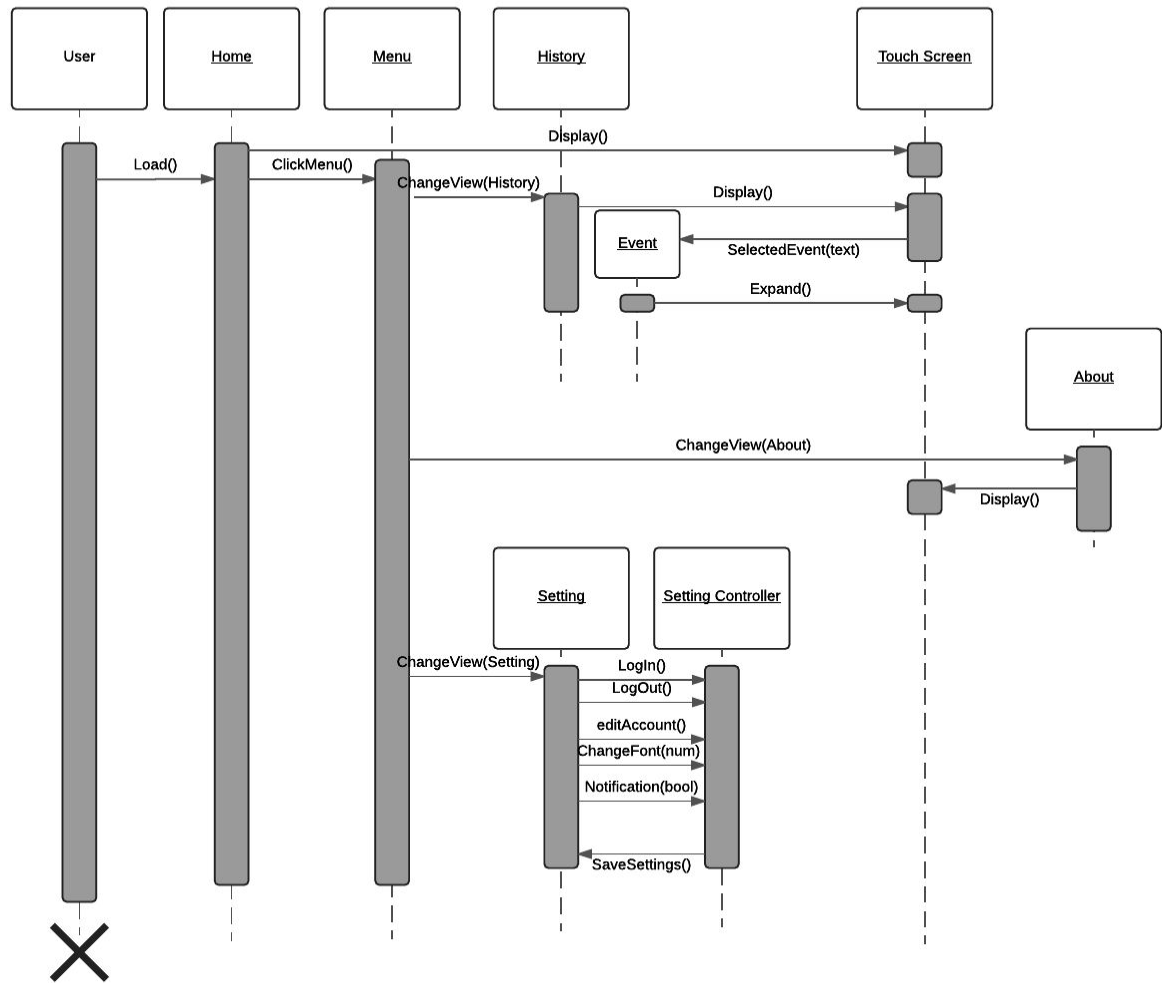 User
Home
Menu
History
Touch Screen
Display()
Load()
ClickMenu()
ChangeView(History)
Display()
Event
SelectedEvent(text)
Expand()
About
ChangeView(About)
Display()
Setting
Setting Controller
ChangeView(Setting)
LogIn()
LogOut()
editAccount()
ChangeFont(num)
Notification(bool)
SaveSettings()